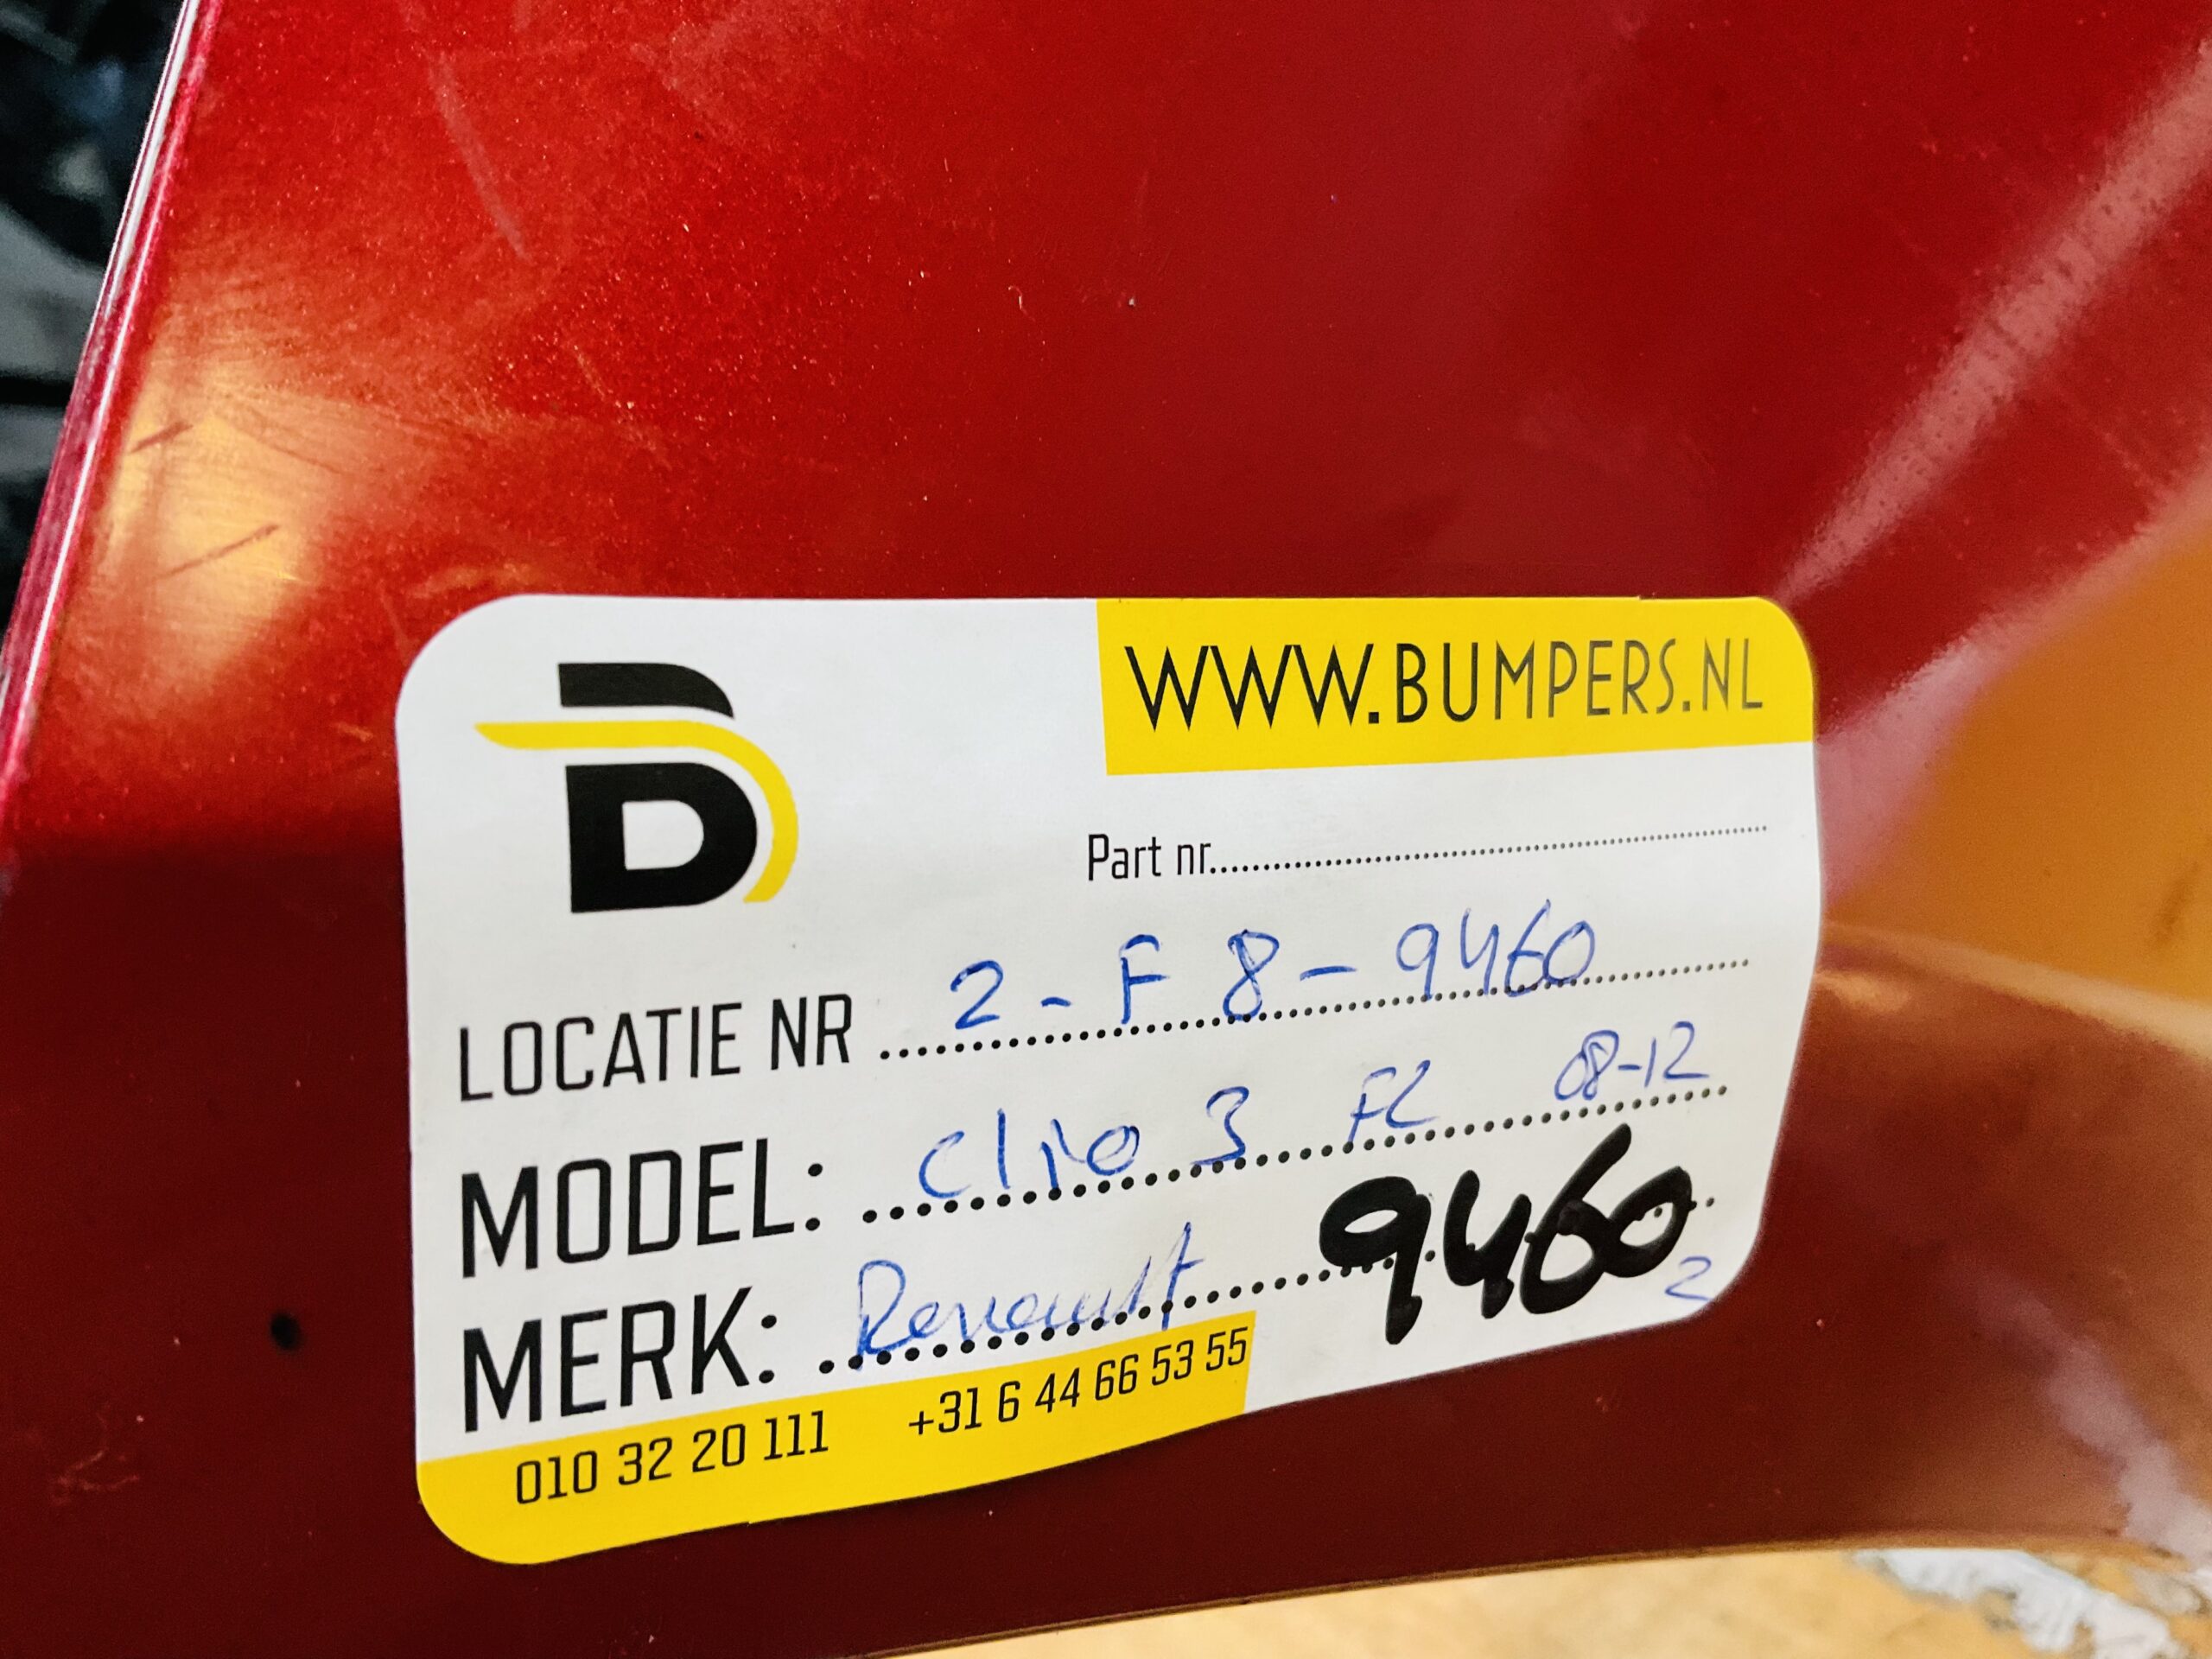 WWW.BUMPERS.NL
Part nr.
LOCATIE NR 2 - F 8 - 9460
MODEL: Clio 3 FL 08-12
MERK: Renault 9460
2
010 32 20 111 +31 6 44 66 53 55